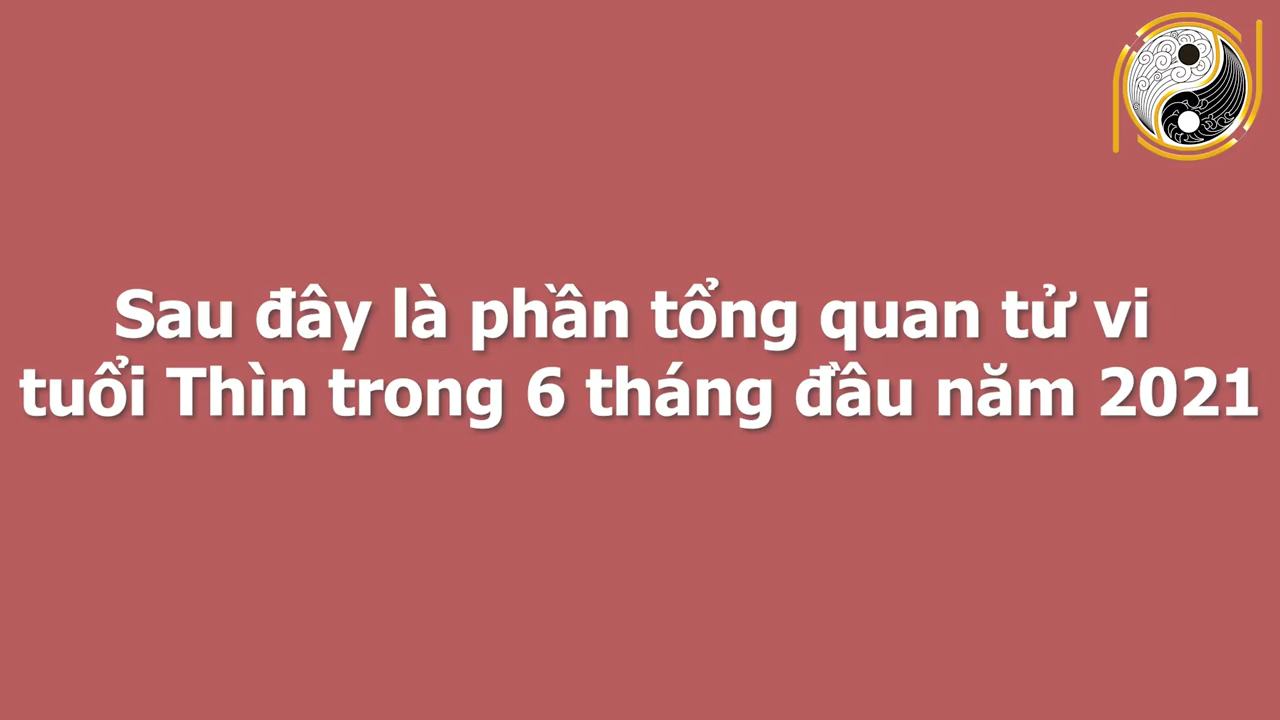 Sau đây là phần tổng quan tử vi
tuổi Thìn trong 6 tháng đầu năm 2021